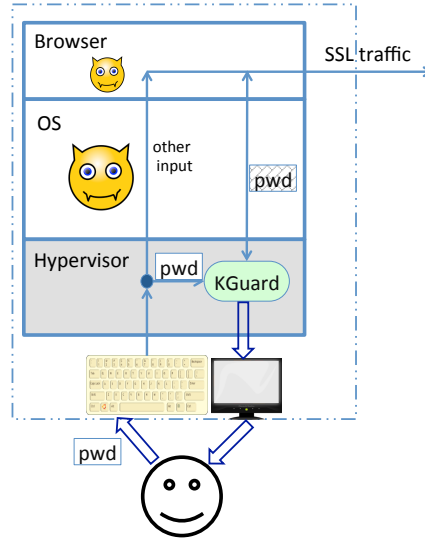 Browser
SSL traffic
OS
other
input
pwd
Hypervisor
pwd
KGuard
pwd